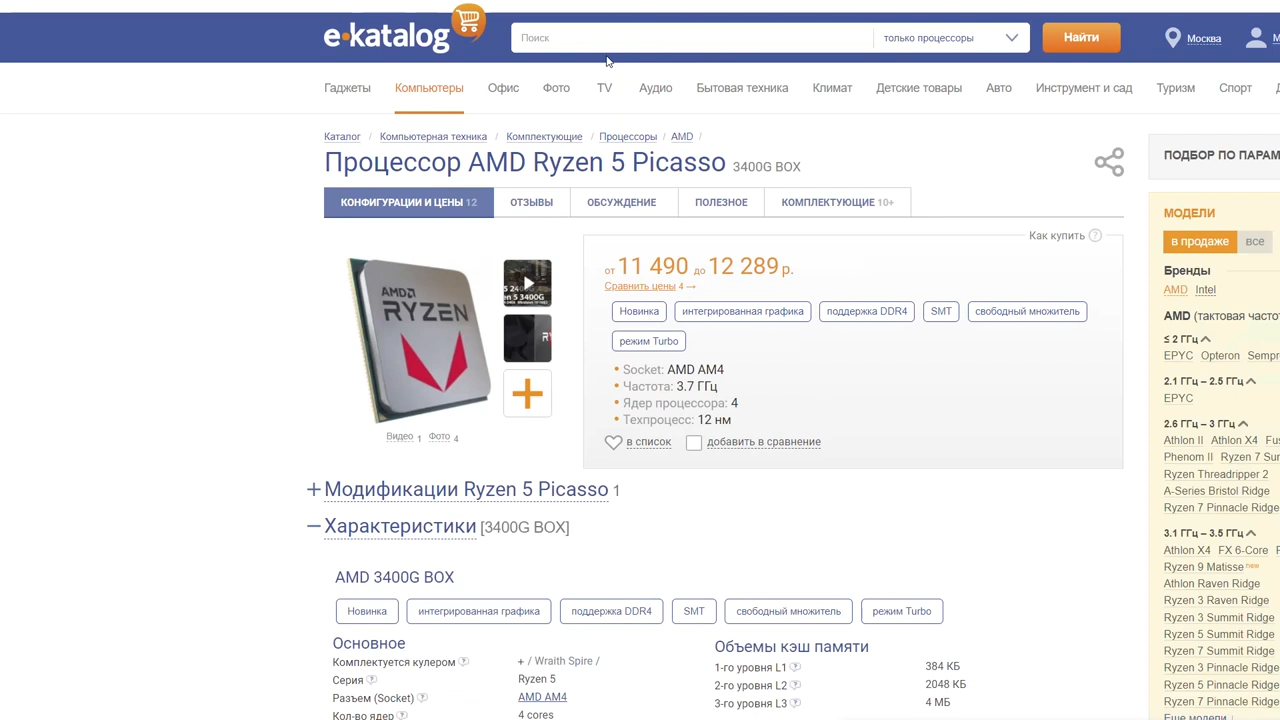 e·katalog
Поиск
только процессоры
Найти
Москва
Гаджеты Компьютеры Офис Фото TV Аудио Бытовая техника Климат Детские товары Авто Инструмент и сад Туризм Спорт
Каталог / Компьютерная техника / Комплектующие / Процессоры / AMD /
Процессор AMD Ryzen 5 Picasso 3400G BOX
КОНФИГУРАЦИИ И ЦЕНЫ 12 ОТЗЫВЫ ОБСУЖДЕНИЕ ПОЛЕЗНОЕ КОМПЛЕКТУЮЩИЕ 10+
AMD
RYZEN
Видео 1 Фото 4
Как купить ?
от 11 490 до 12 289 р.
Сравнить цены 4 →
Новинка интегрированная графика поддержка DDR4 SMT свободный множитель
режим Turbo
• Socket: AMD AM4
• Частота: 3.7 ГГц
• Ядер процессора: 4
• Техпроцесс: 12 нм
в список добавить в сравнение
+ Модификации Ryzen 5 Picasso 1
— Характеристики [3400G BOX]
AMD 3400G BOX
Новинка интегрированная графика поддержка DDR4 SMT свободный множитель режим Turbo
Основное
Комплектуется кулером ? + / Wraith Spire /
Серия ? Ryzen 5
Разъем (Socket) ? AMD AM4
Кол-во ядер ? 4 cores
Объемы кэш памяти
1-го уровня L1 ? 384 КБ
2-го уровня L2 ? 2048 КБ
3-го уровня L3 ? 4 МБ
ПОДБОР ПО ПАРАМ
МОДЕЛИ
в продаже все
Бренды
AMD Intel
AMD (тактовая часто
≤ 2 ГГц
EPYC Opteron Sempr
2.1 ГГц – 2.5 ГГц
EPYC
2.6 ГГц – 3 ГГц
Athlon II Athlon X4 Fus
Phenom II Ryzen 7 Sum
Ryzen Threadripper 2
A-Series Bristol Ridge
Ryzen 7 Pinnacle Ridge
3.1 ГГц – 3.5 ГГц
Athlon X4 FX 6-Core
Ryzen 9 Matisse new
Athlon Raven Ridge
Ryzen 3 Raven Ridge
Ryzen 3 Summit Ridge
Ryzen 5 Summit Ridge
Ryzen 7 Summit Ridge
Ryzen 3 Pinnacle Ridge
Ryzen 5 Pinnacle Ridge
Ryzen 7 Pinnacle Ridge
Еще модели ↓